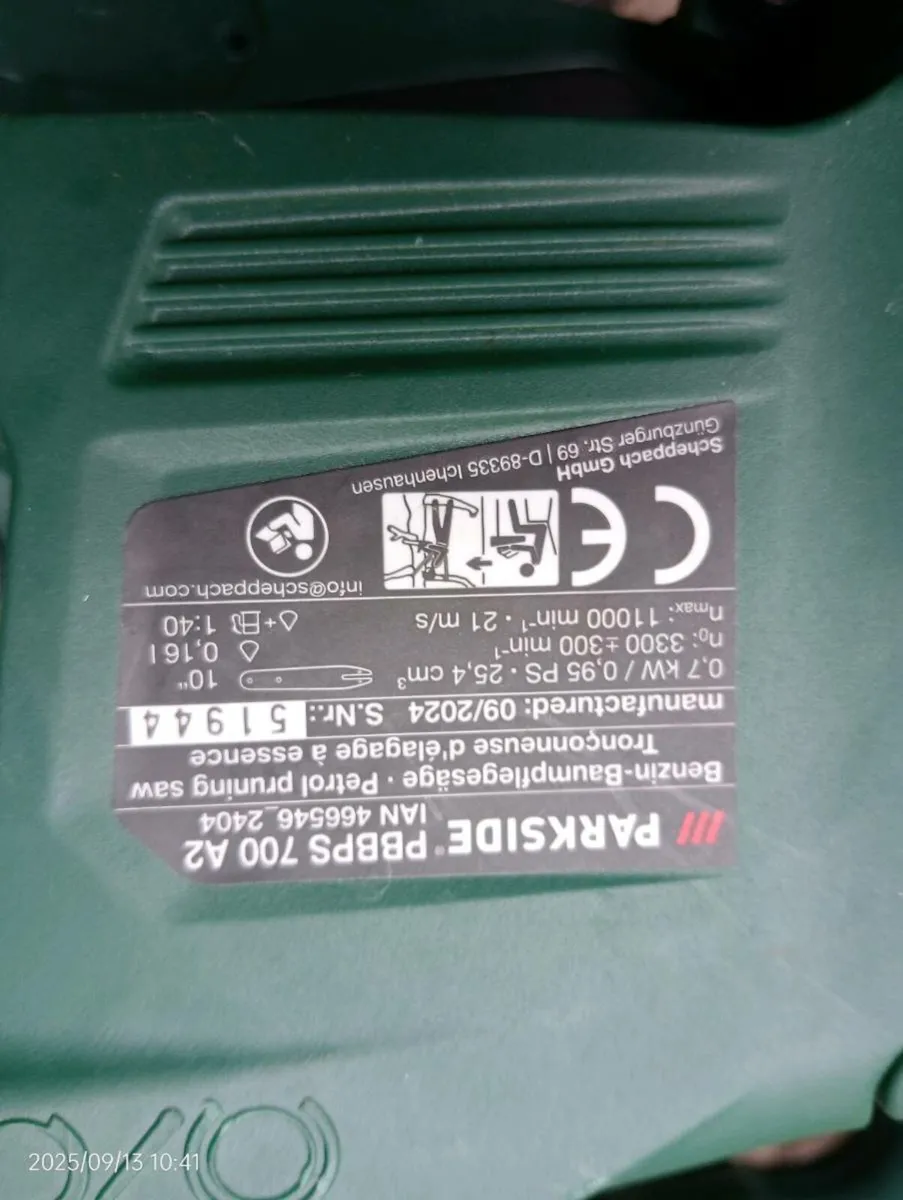 PARKSIDE® PBBPS 700 A2
IAN 466546_2404
Benzin-Baumpflegesäge · Petrol pruning saw
Tronçonneuse d'élagage à essence
manufactured: 09/2024 S.Nr.: 51944
0,7 kW / 0,95 PS · 25,4 cm³ 10"
n₀: 3300 ±300 min⁻¹ 0,16 l
nmax: 11000 min⁻¹ · 21 m/s 1:40
CE
info@scheppach.com
Scheppach GmbH
Günzburger Str. 69 | D-89335 Ichenhausen
2025/09/13 10:41